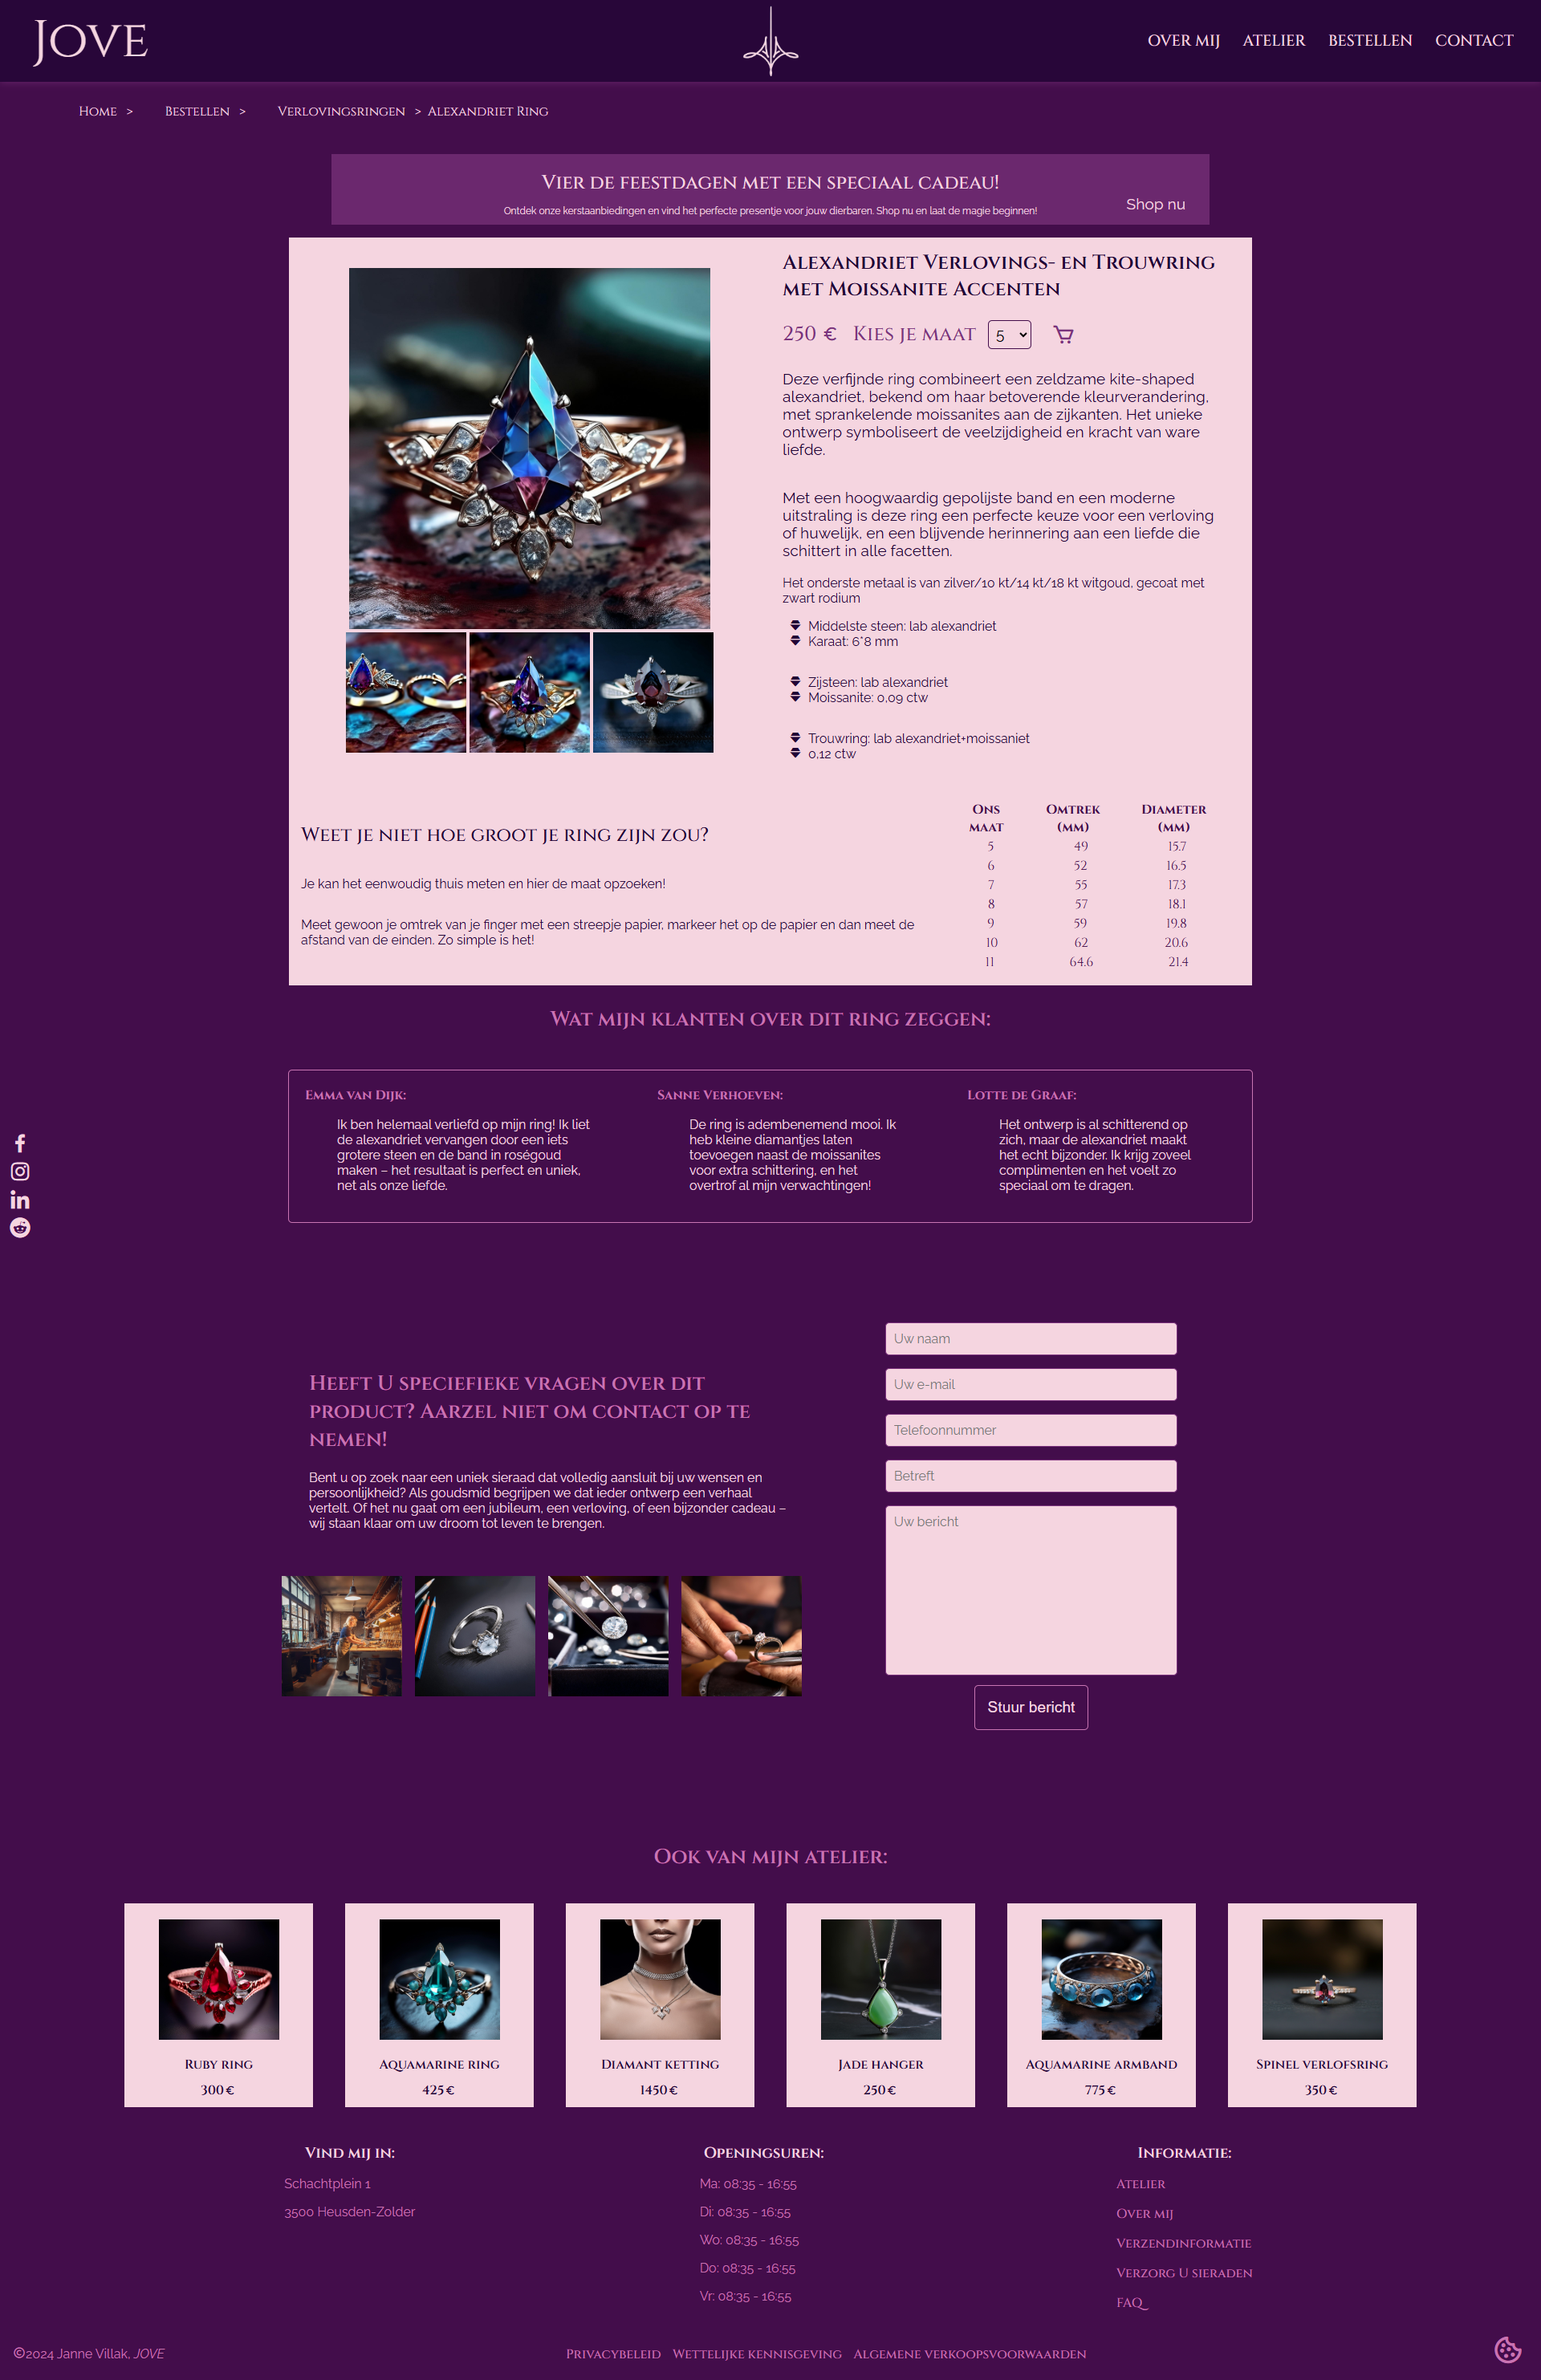 Jove
OVER MIJ ATELIER BESTELLEN CONTACT
Home > Bestellen > Verlovingsringen > Alexandriet Ring
Vier de feestdagen met een speciaal cadeau!
Ontdek onze kerstaanbiedingen en vind het perfecte presentje voor jouw dierbaren. Shop nu en laat de magie beginnen!
Shop nu
Alexandriet Verlovings- en Trouwring
met Moissanite Accenten
250 € Kies je maat 5
Deze verfijnde ring combineert een zeldzame kite-shaped
alexandriet, bekend om haar betoverende kleurverandering,
met sprankelende moissanites aan de zijkanten. Het unieke
ontwerp symboliseert de veelzijdigheid en kracht van ware
liefde.
Met een hoogwaardig gepolijste band en een moderne
uitstraling is deze ring een perfecte keuze voor een verloving
of huwelijk, en een blijvende herinnering aan een liefde die
schittert in alle facetten.
Het onderste metaal is van zilver/10 kt/14 kt/18 kt witgoud, gecoat met
zwart rodium
Middelste steen: lab alexandriet
Karaat: 6*8 mm
Zijsteen: lab alexandriet
Moissanite: 0,09 ctw
Trouwring: lab alexandriet+moissaniet
0,12 ctw
Weet je niet hoe groot je ring zijn zou?
Je kan het eenwoudig thuis meten en hier de maat opzoeken!
Meet gewoon je omtrek van je finger met een streepje papier, markeer het op de papier en dan meet de
afstand van de einden. Zo simple is het!
Ons maat Omtrek (mm) Diameter (mm)
5 49 15.7
6 52 16.5
7 55 17.3
8 57 18.1
9 59 19.8
10 62 20.6
11 64.6 21.4
Wat mijn klanten over dit ring zeggen:
Emma van Dijk:
Ik ben helemaal verliefd op mijn ring! Ik liet
de alexandriet vervangen door een iets
grotere steen en de band in roségoud
maken – het resultaat is perfect en uniek,
net als onze liefde.
Sanne Verhoeven:
De ring is adembenemend mooi. Ik
heb kleine diamantjes laten
toevoegen naast de moissanites
voor extra schittering, en het
overtrof al mijn verwachtingen!
Lotte de Graaf:
Het ontwerp is al schitterend op
zich, maar de alexandriet maakt
het echt bijzonder. Ik krijg zoveel
complimenten en het voelt zo
speciaal om te dragen.
Heeft U speciefieke vragen over dit
product? Aarzel niet om contact op te
nemen!
Bent u op zoek naar een uniek sieraad dat volledig aansluit bij uw wensen en
persoonlijkheid? Als goudsmid begrijpen we dat ieder ontwerp een verhaal
vertelt. Of het nu gaat om een jubileum, een verloving, of een bijzonder cadeau –
wij staan klaar om uw droom tot leven te brengen.
Uw naam
Uw e-mail
Telefoonnummer
Betreft
Uw bericht
Stuur bericht
Ook van mijn atelier:
Ruby ring
300 €
Aquamarine ring
425 €
Diamant ketting
1450 €
Jade hanger
250 €
Aquamarine armband
775 €
Spinel verlofsring
350 €
Vind mij in:
Schachtplein 1
3500 Heusden-Zolder
Openingsuren:
Ma: 08:35 - 16:55
Di: 08:35 - 16:55
Wo: 08:35 - 16:55
Do: 08:35 - 16:55
Vr: 08:35 - 16:55
Informatie:
Atelier
Over mij
Verzendinformatie
Verzorg U sieraden
FAQ
©2024 Janne Villak, JOVE
Privacybeleid Wettelijke kennisgeving Algemene verkoopsvoorwaarden